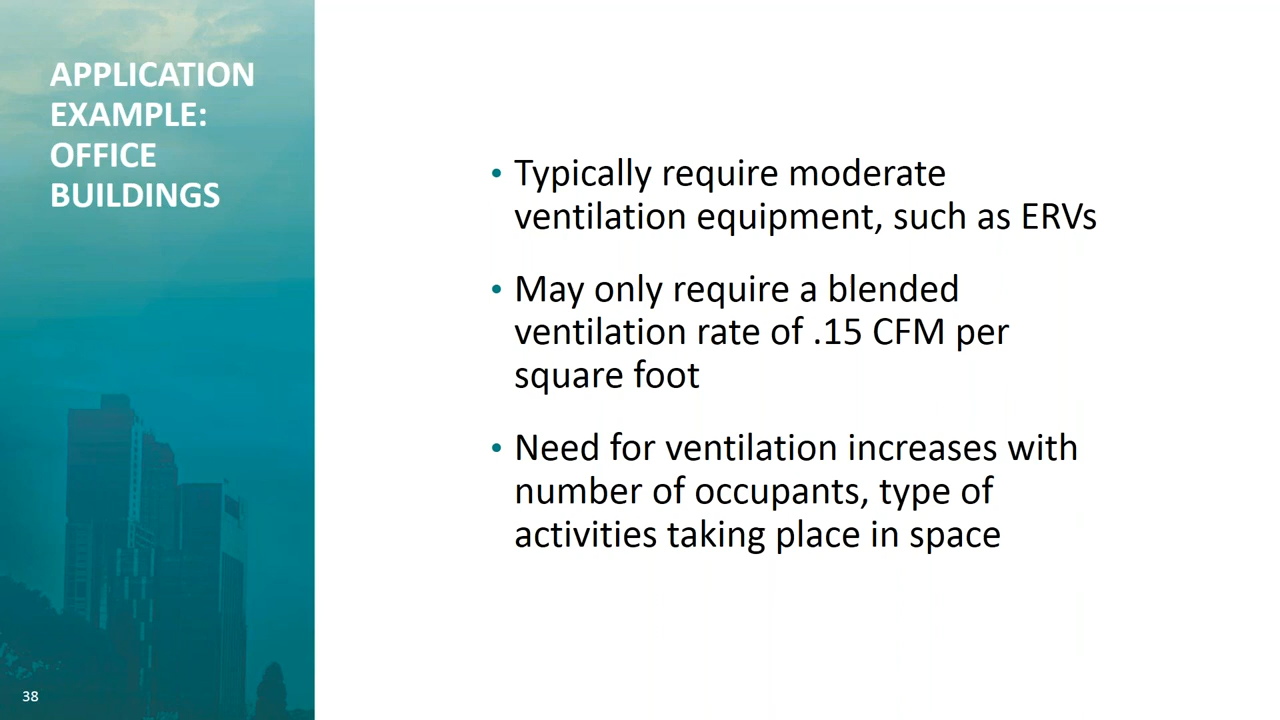 APPLICATION
EXAMPLE:
OFFICE
BUILDINGS
• Typically require moderate
ventilation equipment, such as ERVs
• May only require a blended
ventilation rate of .15 CFM per
square foot
• Need for ventilation increases with
number of occupants, type of
activities taking place in space
38